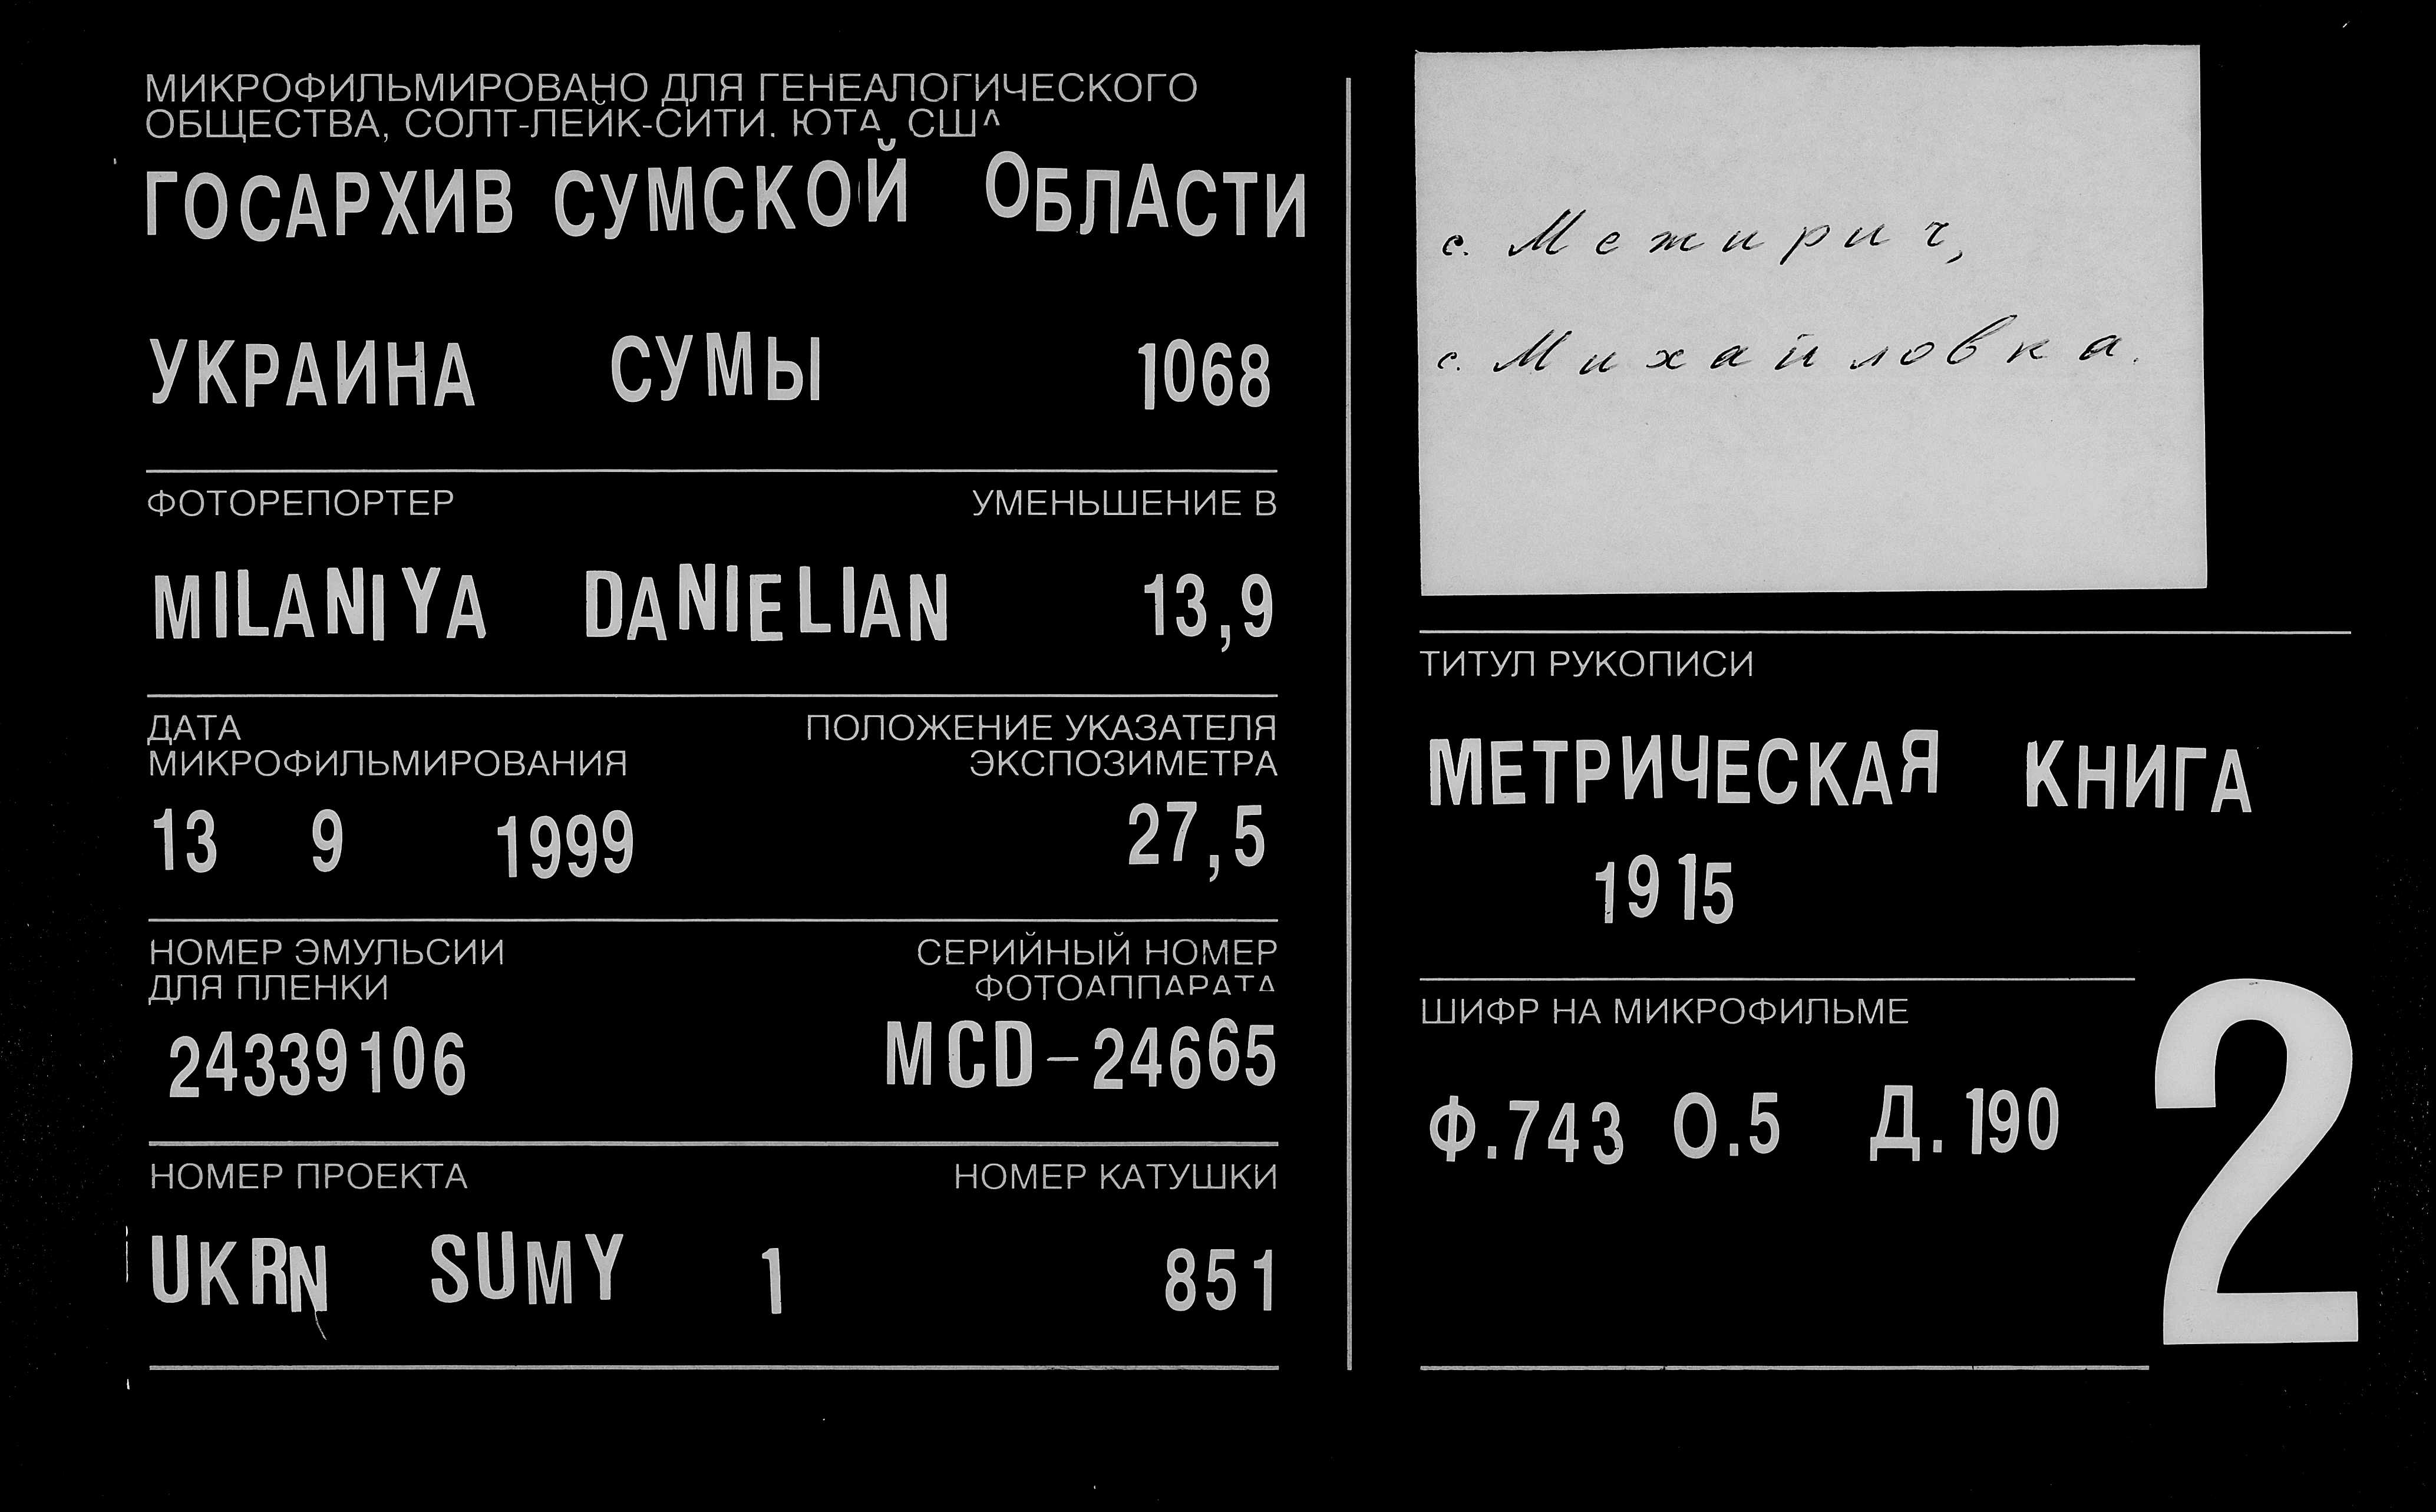 МИКРОФИЛЬМИРОВАНО ДЛЯ ГЕНЕАЛОГИЧЕСКОГО
ОБЩЕСТВА, СОЛТ-ЛЕЙК-СИТИ. ЮТА, США
ГОСАРХИВ СУМСКОЙ ОБЛАСТИ
УКРАИНА СУМЫ 1068
ФОТОРЕПОРТЕР УМЕНЬШЕНИЕ В
MILANIYA DANIELIAN 13,9
ДАТА ПОЛОЖЕНИЕ УКАЗАТЕЛЯ
МИКРОФИЛЬМИРОВАНИЯ ЭКСПОЗИМЕТРА
13 9 1999 27,5
НОМЕР ЭМУЛЬСИИ СЕРИЙНЫЙ НОМЕР
ДЛЯ ПЛЕНКИ ФОТОАППАРАТА
24339106 MCD-24665
НОМЕР ПРОЕКТА НОМЕР КАТУШКИ
UKRN SUMY 1 851
с. Межирич,
с. Михайловка.
ТИТУЛ РУКОПИСИ
МЕТРИЧЕСКАЯ КНИГА
1915
ШИФР НА МИКРОФИЛЬМЕ
Ф.743 О.5 Д.190
2